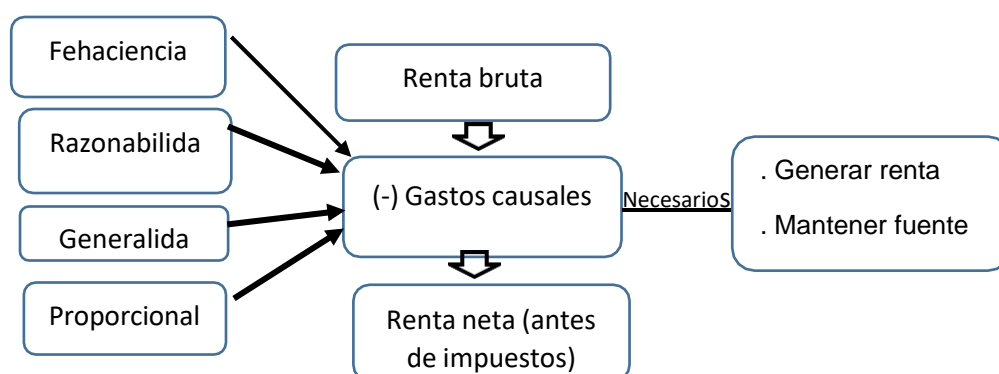 Fehaciencia
Razonabilida
Generalida
Proporcional
Renta bruta
(-) Gastos causales
Renta neta (antes
de impuestos)
Necesarios
. Generar renta
. Mantener fuente